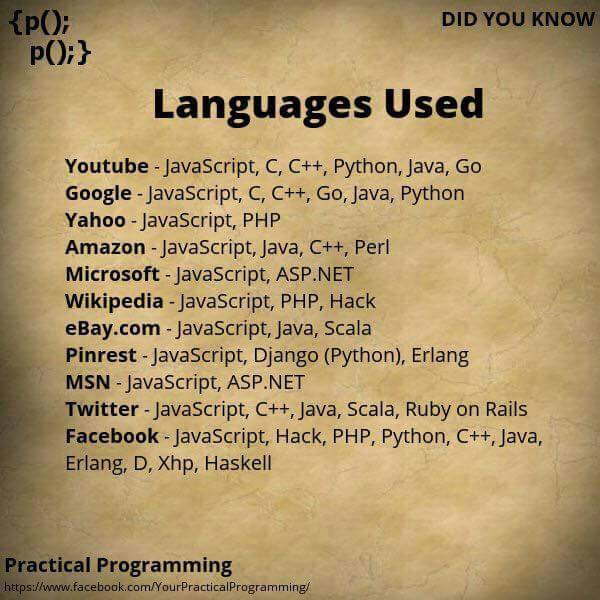 {p();
p();}
DID YOU KNOW
Languages Used
Youtube - JavaScript, C, C++, Python, Java, Go
Google - JavaScript, C, C++, Go, Java, Python
Yahoo - JavaScript, PHP
Amazon - JavaScript, Java, C++, Perl
Microsoft - JavaScript, ASP.NET
Wikipedia - JavaScript, PHP, Hack
eBay.com - JavaScript, Java, Scala
Pinrest - JavaScript, Django (Python), Erlang
MSN - JavaScript, ASP.NET
Twitter - JavaScript, C++, Java, Scala, Ruby on Rails
Facebook - JavaScript, Hack, PHP, Python, C++, Java,
Erlang, D, Xhp, Haskell
Practical Programming
https://www.facebook.com/YourPracticalProgramming/